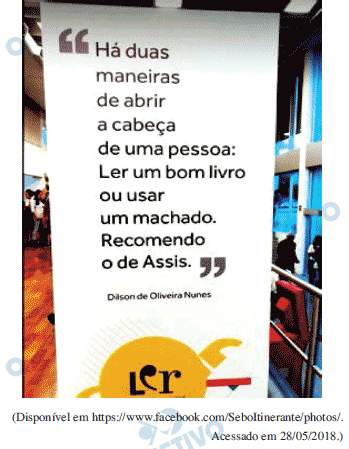 “Há duas
maneiras
de abrir
a cabeça
de uma pessoa:
Ler um bom livro
ou usar
um machado.
Recomendo
o de Assis.”
Dilson de Oliveira Nunes
Ler
(Disponível em https://www.facebook.com/SeboItinerante/photos/.
Acessado em 28/05/2018.)
OBJETIVO